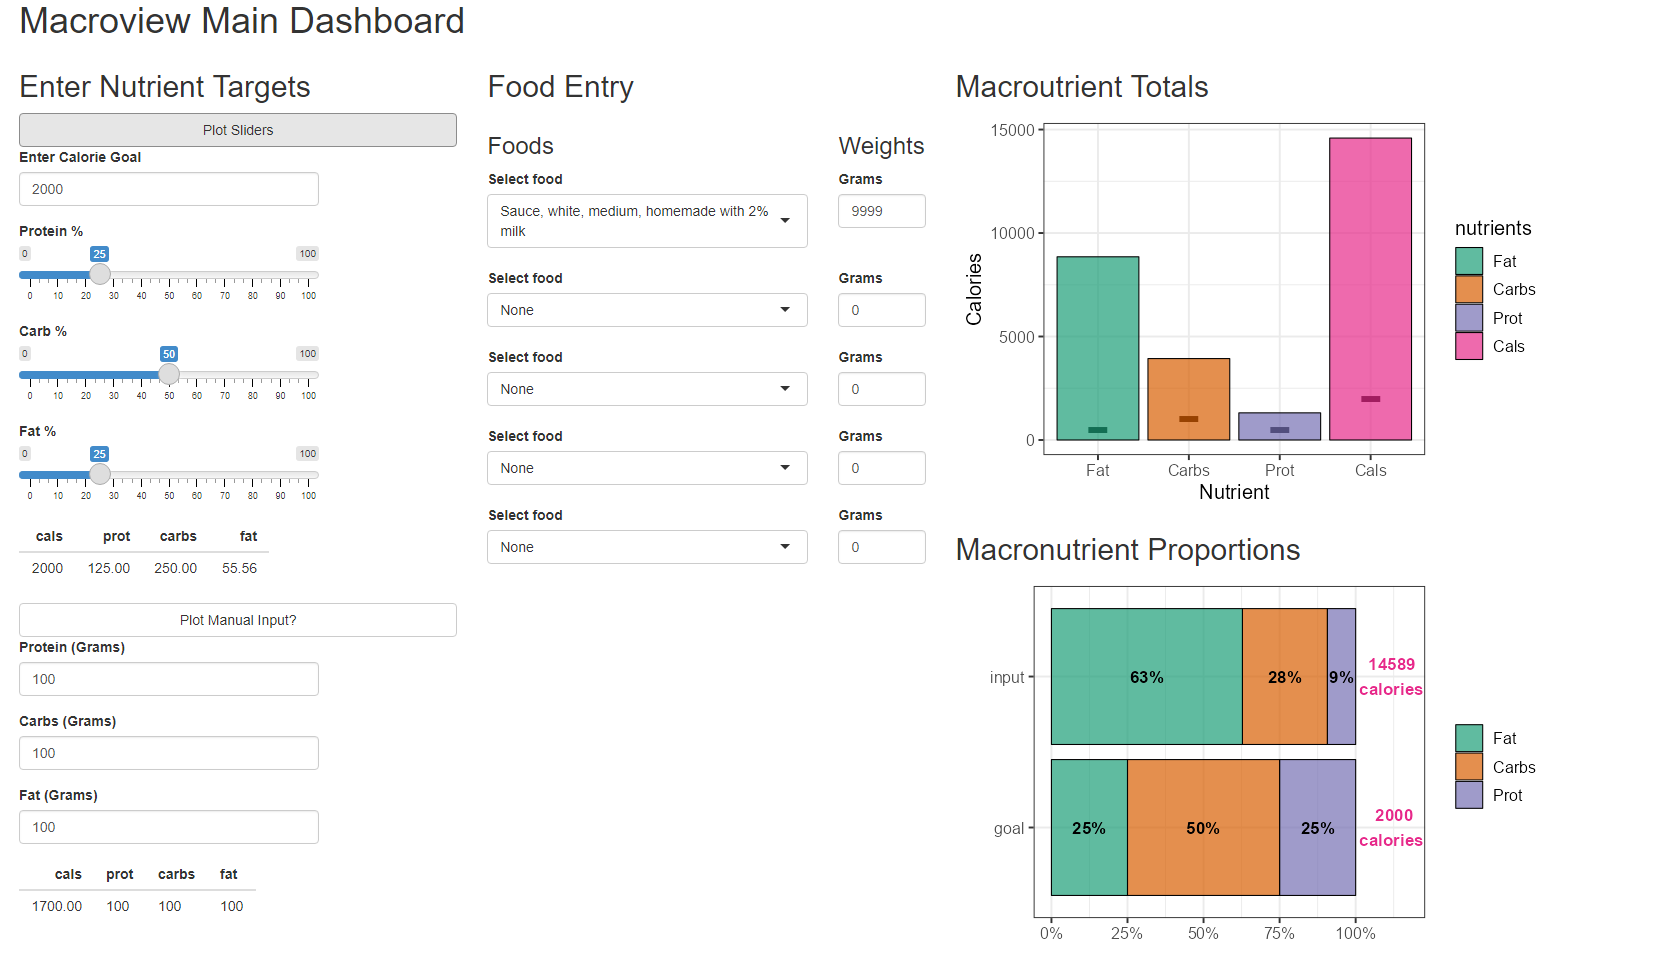 Macroview Main Dashboard
Enter Nutrient Targets
Plot Sliders
Enter Calorie Goal
2000
Protein %
0 25 100
0 10 20 30 40 50 60 70 80 90 100
Carb %
0 50 100
0 10 20 30 40 50 60 70 80 90 100
Fat %
0 25 100
0 10 20 30 40 50 60 70 80 90 100
cals prot carbs fat
2000 125.00 250.00 55.56
Plot Manual Input?
Protein (Grams)
100
Carbs (Grams)
100
Fat (Grams)
100
cals prot carbs fat
1700.00 100 100 100
Food Entry
Foods Weights
Select food Grams
Sauce, white, medium, homemade with 2% 9999
milk
Select food Grams
None 0
Select food Grams
None 0
Select food Grams
None 0
Select food Grams
None 0
Macroutrient Totals
15000
10000
5000
0
Calories
Fat Carbs Prot Cals
Nutrient
nutrients
Fat
Carbs
Prot
Cals
Macronutrient Proportions
input 63% 28% 9% 14589
calories
goal 25% 50% 25% 2000
calories
0% 25% 50% 75% 100%
Fat
Carbs
Prot